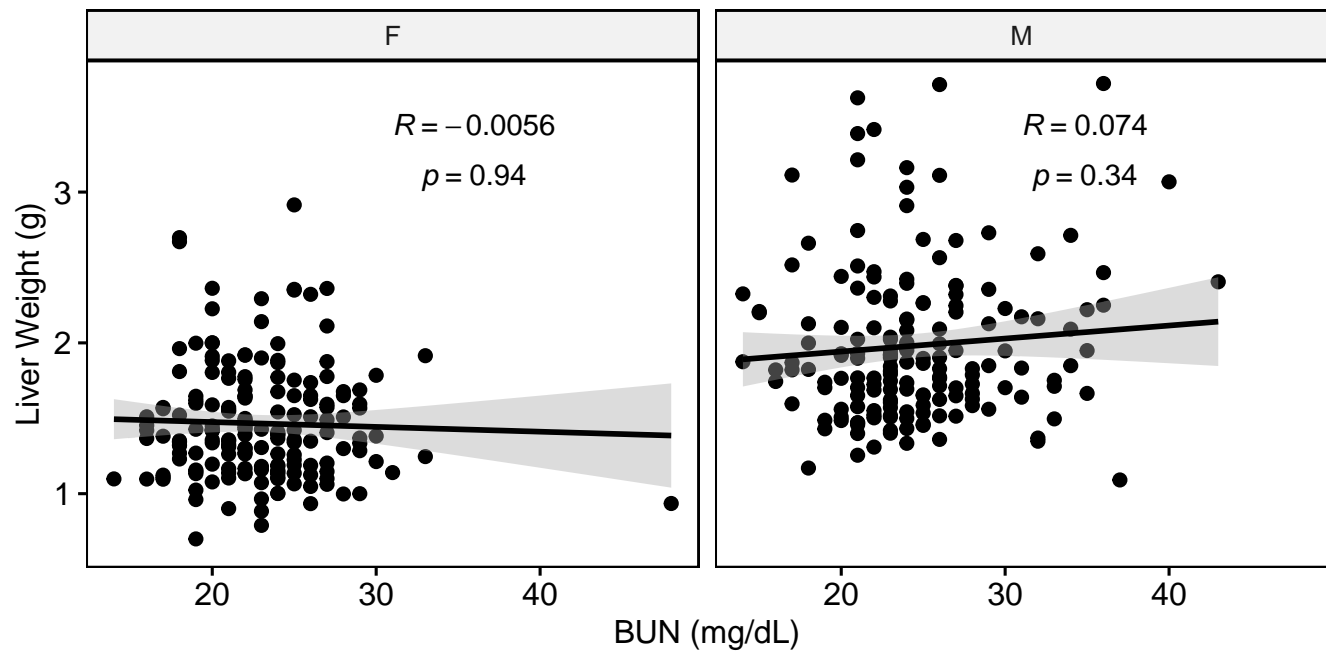 F
M
R = −0.0056
p = 0.94
R = 0.074
p = 0.34
Liver Weight (g)
3
2
1
20
30
40
20
30
40
BUN (mg/dL)